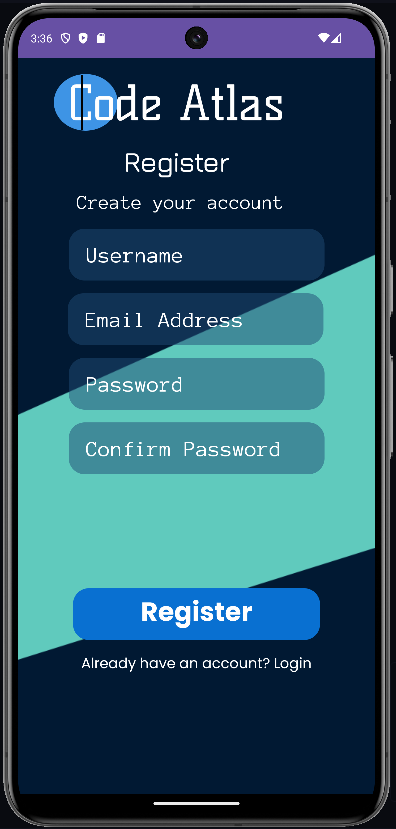 3:36
Code Atlas
Register
Create your account
Username
Email Address
Password
Confirm Password
Register
Already have an account? Login